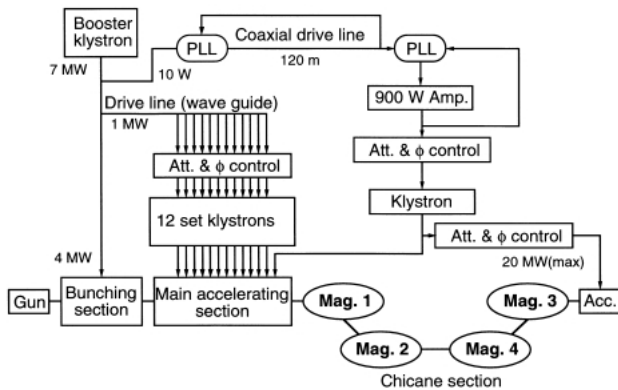 Booster
klystron
PLL
Coaxial drive line
120 m
PLL
7 MW
10 W
900 W Amp.
Drive line (wave guide)
1 MW
Att. & ϕ control
Att. & ϕ control
12 set klystrons
Klystron
Att. & ϕ control
20 MW(max)
4 MW
Gun
Bunching
section
Main accelerating
section
Mag. 1
Mag. 2
Mag. 4
Mag. 3
Acc.
Chicane section